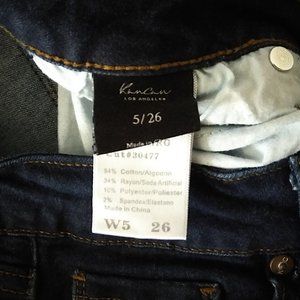 KanCan
LOS ANGELES
5/26
Cut#20477
54% Cotton/Algodon
34% Rayon/Seda Artificial
10% Polyester/Poliester
2% Spandex/Elastano
Made in China
W5 26